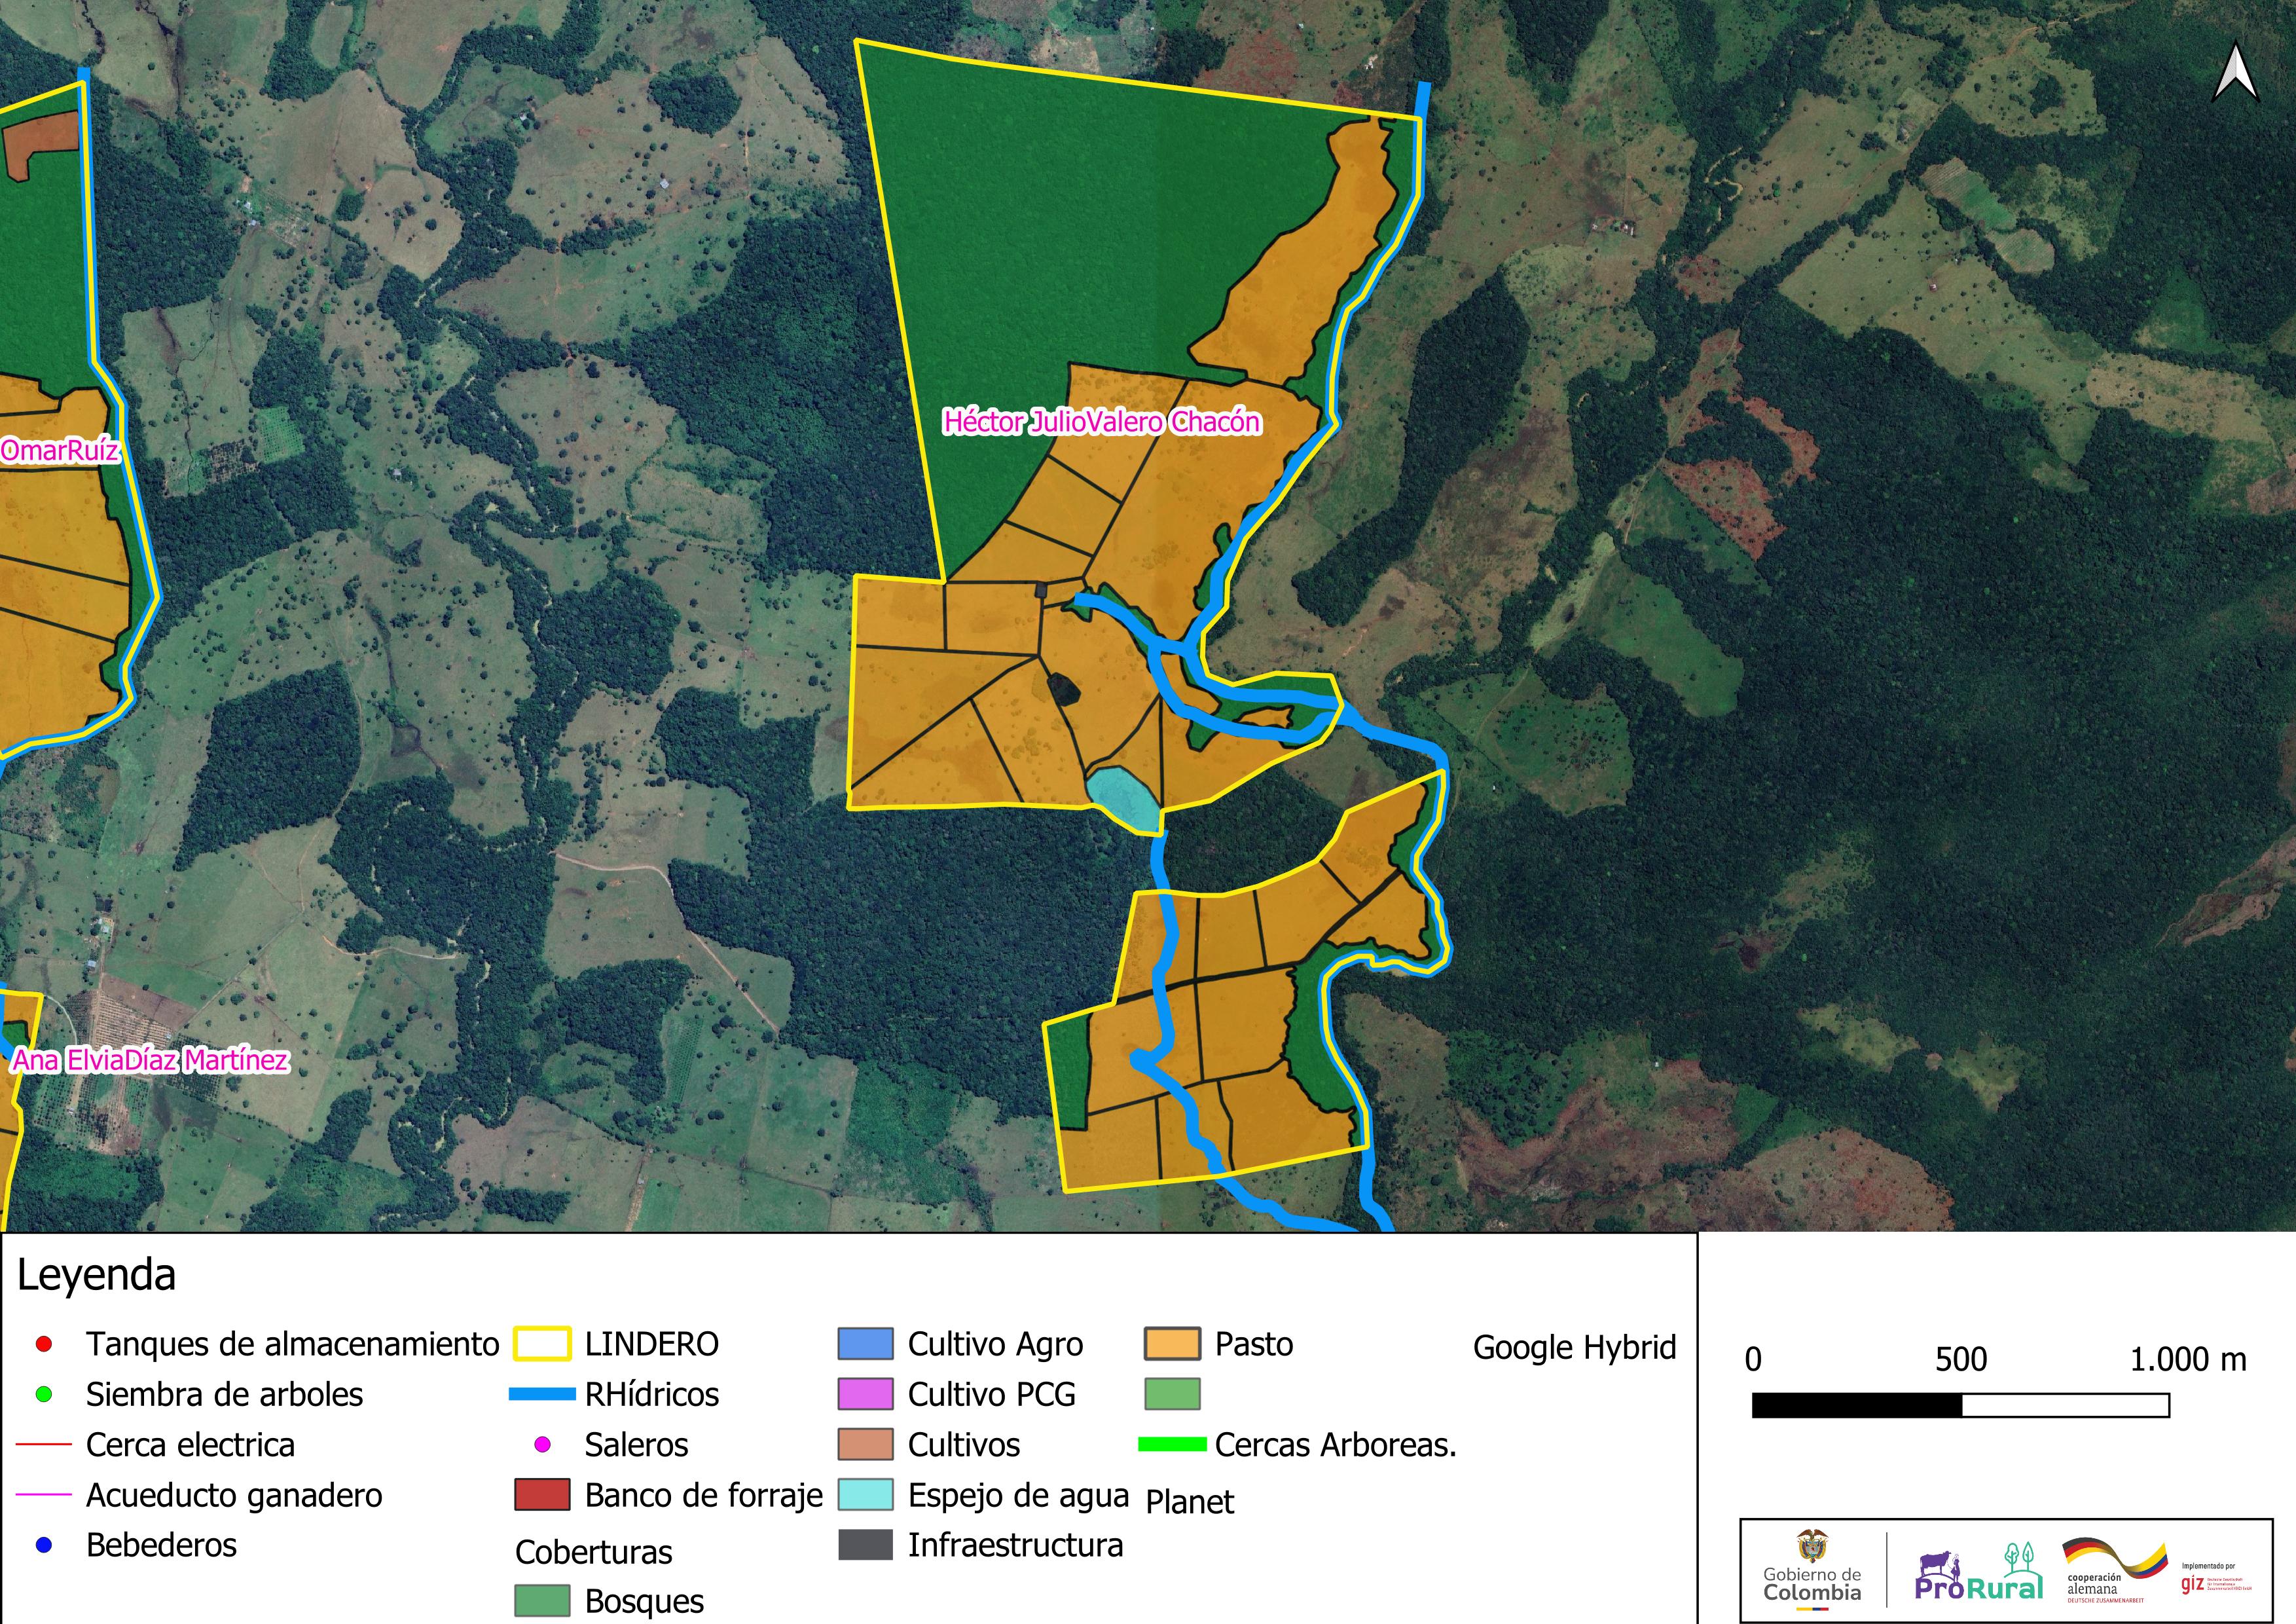 Héctor JulioValero Chacón
OmarRuíz
Ana ElviaDíaz Martínez
Leyenda
Tanques de almacenamiento
Siembra de arboles
Cerca electrica
Acueducto ganadero
Bebederos
LINDERO
RHídricos
Saleros
Banco de forraje
Coberturas
Bosques
Cultivo Agro
Cultivo PCG
Cultivos
Espejo de agua
Infraestructura
Pasto
Cercas Arboreas.
Planet
Google Hybrid
0 500 1.000 m
Gobierno de
Colombia
ProRural
cooperación
alemana
DEUTSCHE ZUSAMMENARBEIT
Implementado por
giz